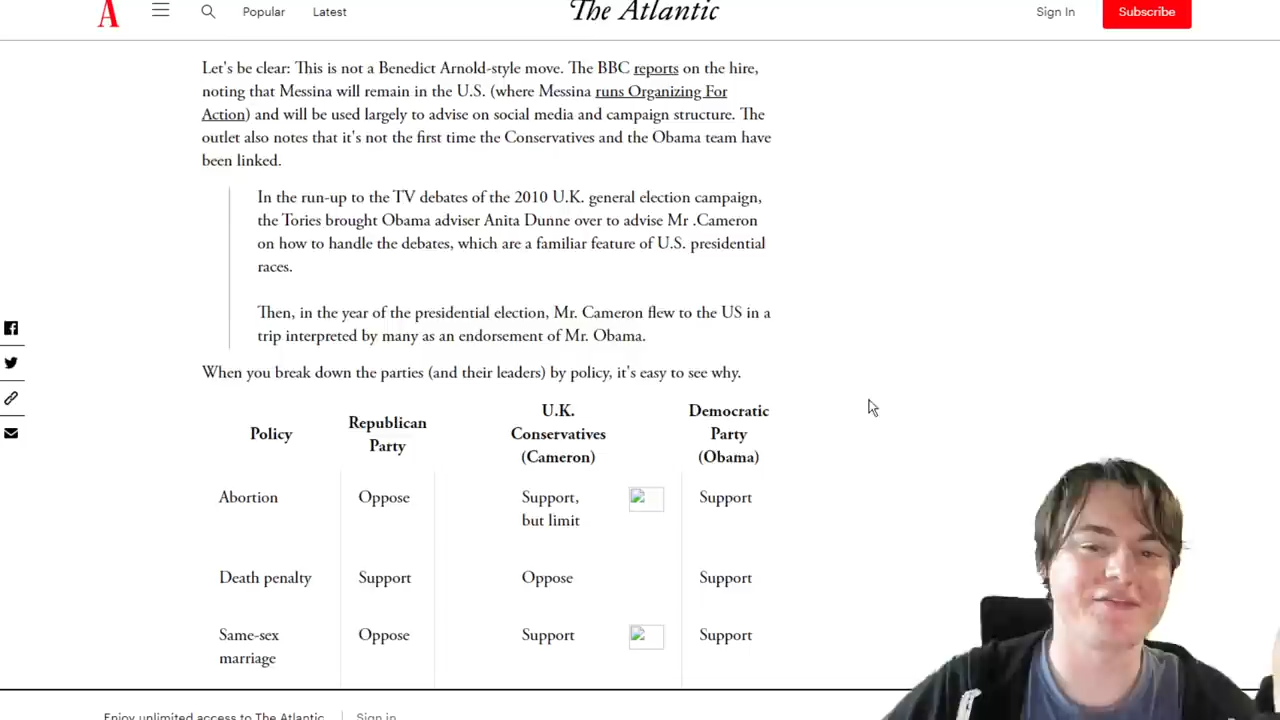 A
Popular
Latest
The Atlantic
Sign In
Subscribe
Let's be clear: This is not a Benedict Arnold-style move. The BBC reports on the hire,
noting that Messina will remain in the U.S. (where Messina runs Organizing For
Action) and will be used largely to advise on social media and campaign structure. The
outlet also notes that it's not the first time the Conservatives and the Obama team have
been linked.
In the run-up to the TV debates of the 2010 U.K. general election campaign,
the Tories brought Obama adviser Anita Dunne over to advise Mr .Cameron
on how to handle the debates, which are a familiar feature of U.S. presidential
races.
Then, in the year of the presidential election, Mr. Cameron flew to the US in a
trip interpreted by many as an endorsement of Mr. Obama.
When you break down the parties (and their leaders) by policy, it's easy to see why.
Policy
Republican
Party
U.K.
Conservatives
(Cameron)
Democratic
Party
(Obama)
Abortion
Oppose
Support,
but limit
Support
Death penalty
Support
Oppose
Support
Same-sex
marriage
Oppose
Support
Support
Enjoy unlimited access to The Atlantic
Sign in